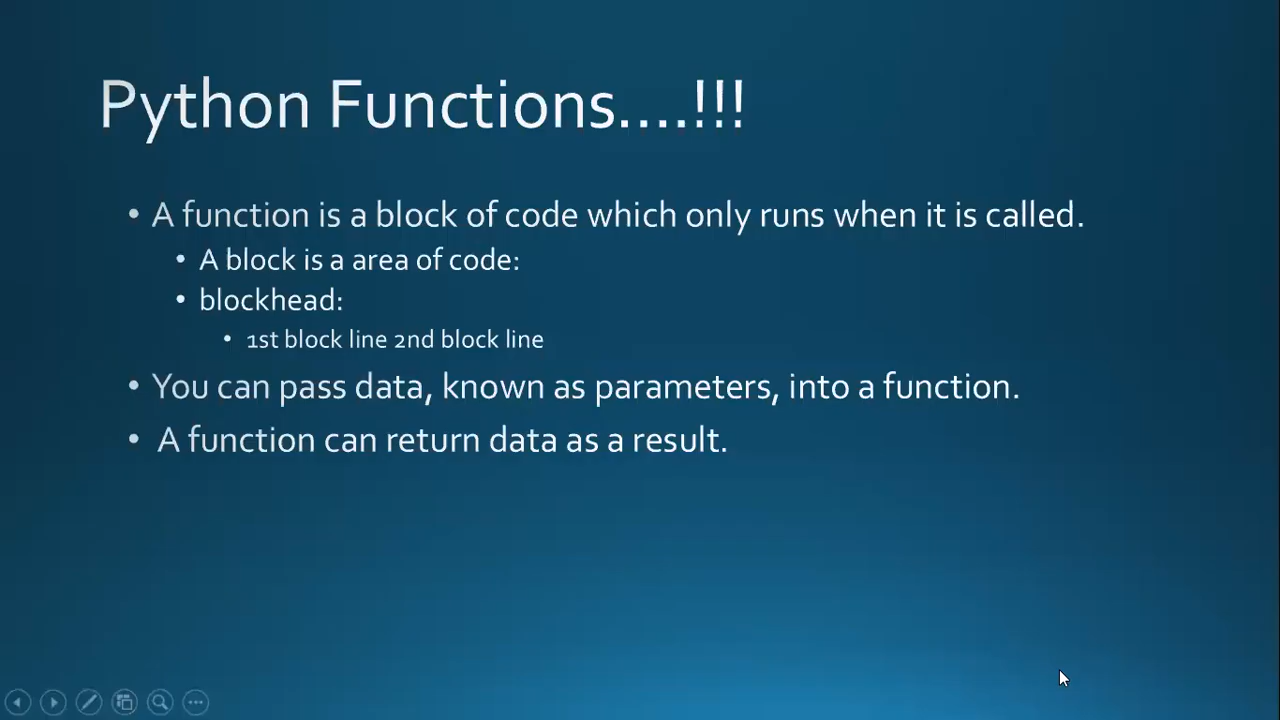 Python Functions....!!!
• A function is a block of code which only runs when it is called.
• A block is a area of code:
• blockhead:
• 1st block line 2nd block line
• You can pass data, known as parameters, into a function.
• A function can return data as a result.